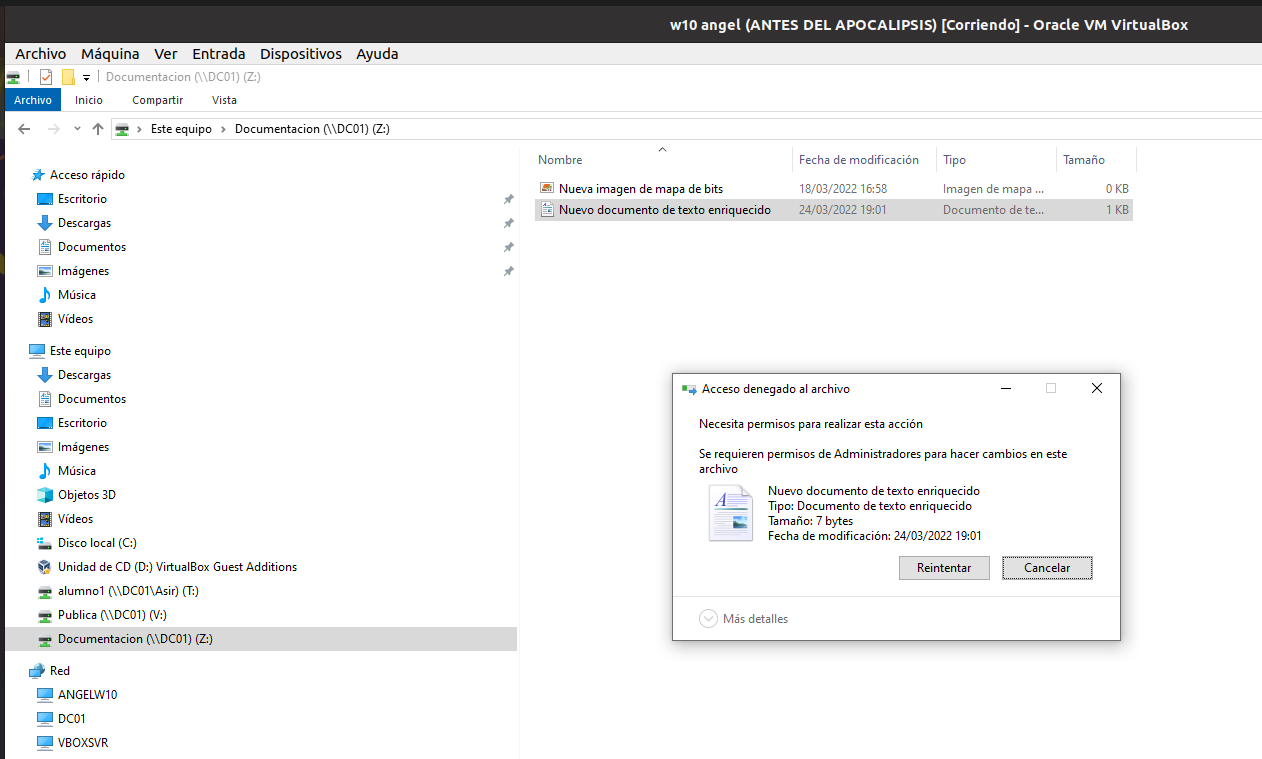 w10 angel (ANTES DEL APOCALIPSIS) [Corriendo] - Oracle VM VirtualBox
Archivo Máquina Ver Entrada Dispositivos Ayuda
Documentacion (\\DC01) (Z:)
Archivo Inicio Compartir Vista
Este equipo > Documentacion (\\DC01) (Z:)
Acceso rápido
Escritorio
Descargas
Documentos
Imágenes
Música
Vídeos
Este equipo
Descargas
Documentos
Escritorio
Imágenes
Música
Objetos 3D
Vídeos
Disco local (C:)
Unidad de CD (D:) VirtualBox Guest Additions
alumno1 (\\DC01\Asir) (T:)
Publica (\\DC01) (V:)
Documentacion (\\DC01) (Z:)
Red
ANGELW10
DC01
VBOXSVR
Nombre Fecha de modificación Tipo Tamaño
Nueva imagen de mapa de bits 18/03/2022 16:58 Imagen de mapa ... 0 KB
Nuevo documento de texto enriquecido 24/03/2022 19:01 Documento de te... 1 KB
Acceso denegado al archivo
Necesita permisos para realizar esta acción
Se requieren permisos de Administradores para hacer cambios en este
archivo
Nuevo documento de texto enriquecido
Tipo: Documento de texto enriquecido
Tamaño: 7 bytes
Fecha de modificación: 24/03/2022 19:01
Reintentar Cancelar
Más detalles